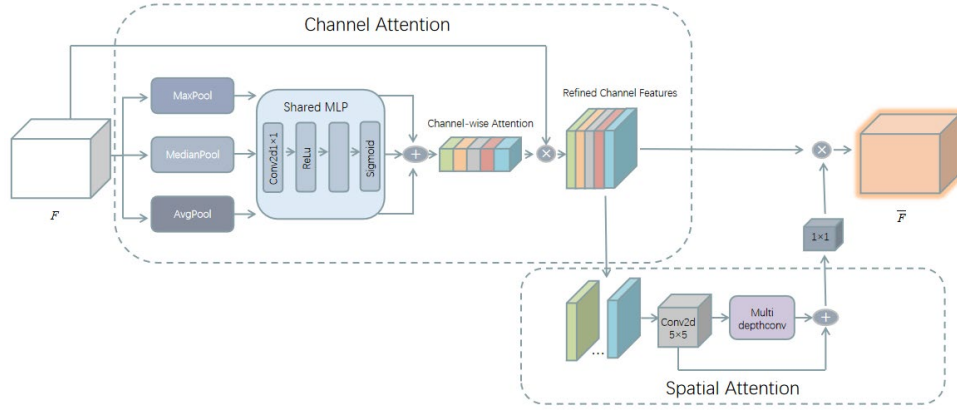 Channel Attention
MaxPool
MedianPool
AvgPool
Shared MLP
Conv2d1×1
ReLu
Sigmoid
+
Channel-wise Attention
×
Refined Channel Features
×
F
F̅
1×1
...
Conv2d
5×5
Multi
depthconv
+
Spatial Attention